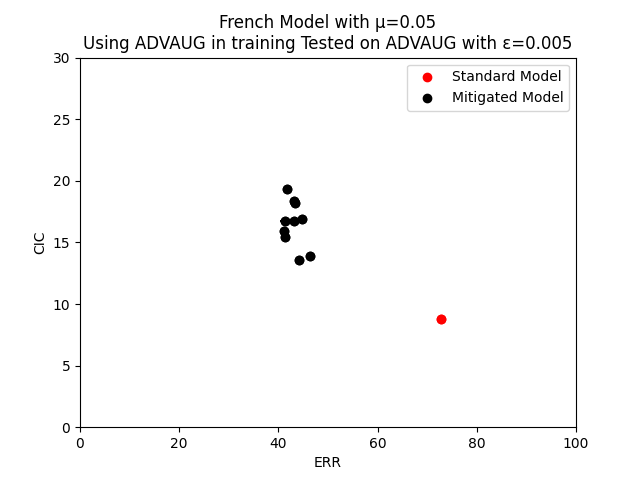 French Model with μ=0.05
Using ADVAUG in training Tested on ADVAUG with ε=0.005
Standard Model
Mitigated Model
30
25
20
15
10
5
0
CIC
0 20 40 60 80 100
ERR